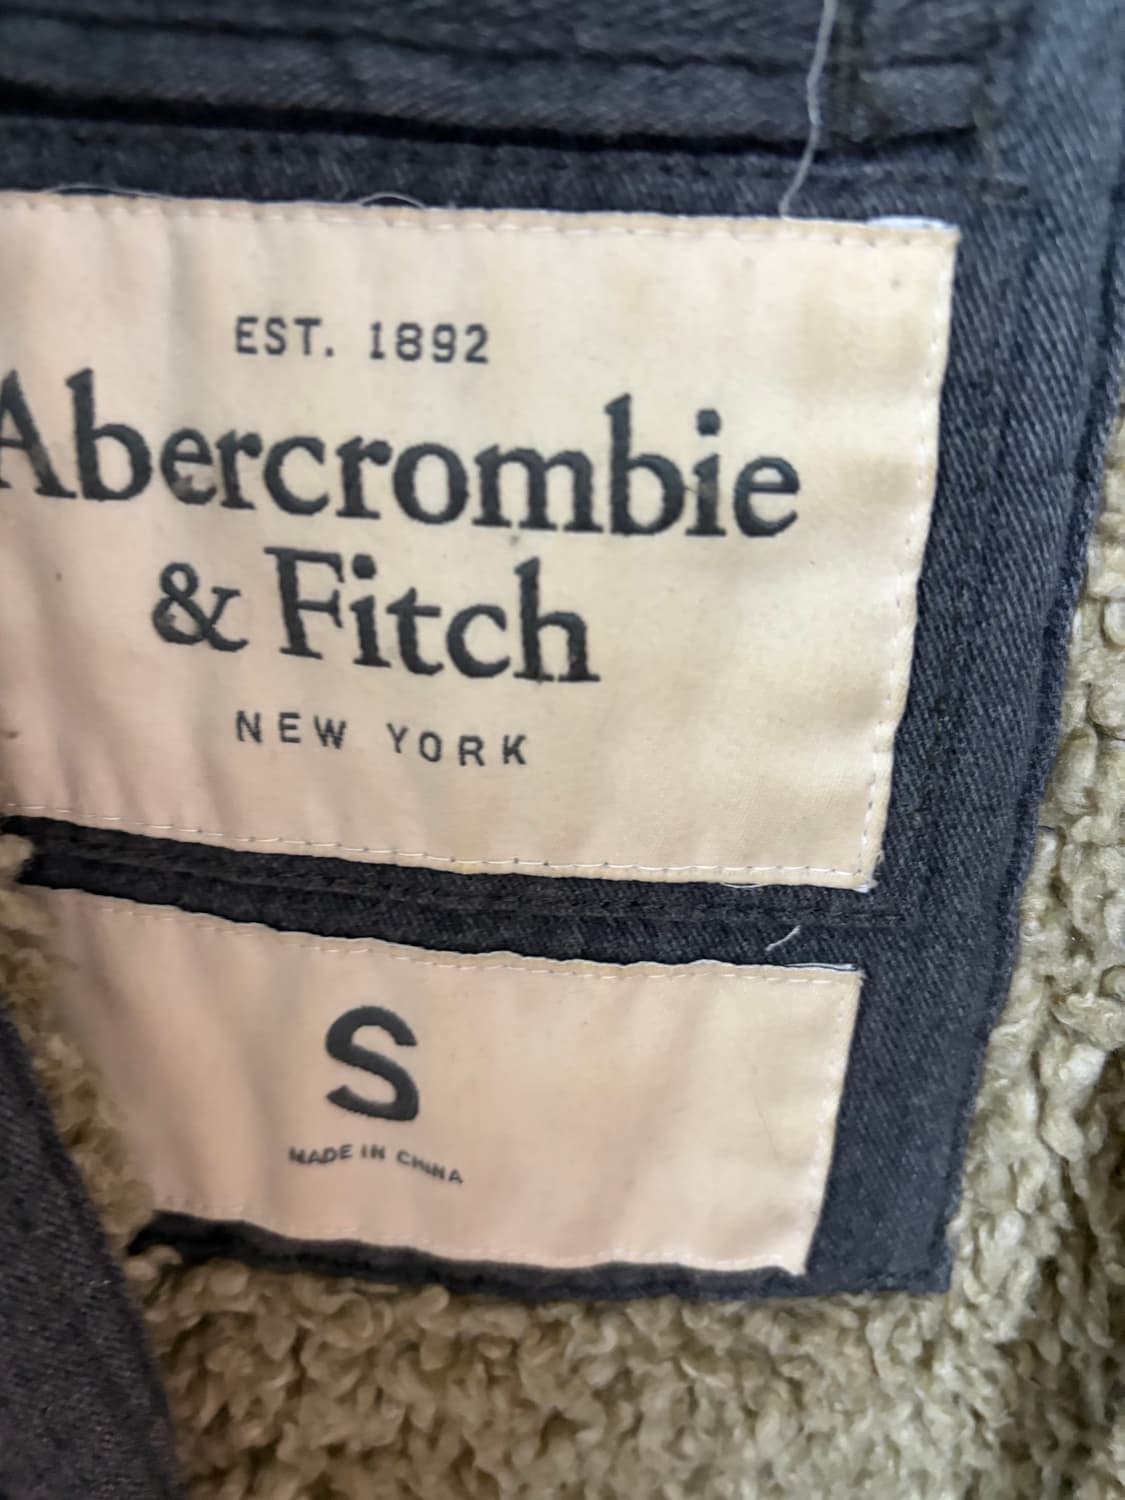 EST. 1892
Abercrombie
& Fitch
NEW YORK
S
MADE IN CHINA